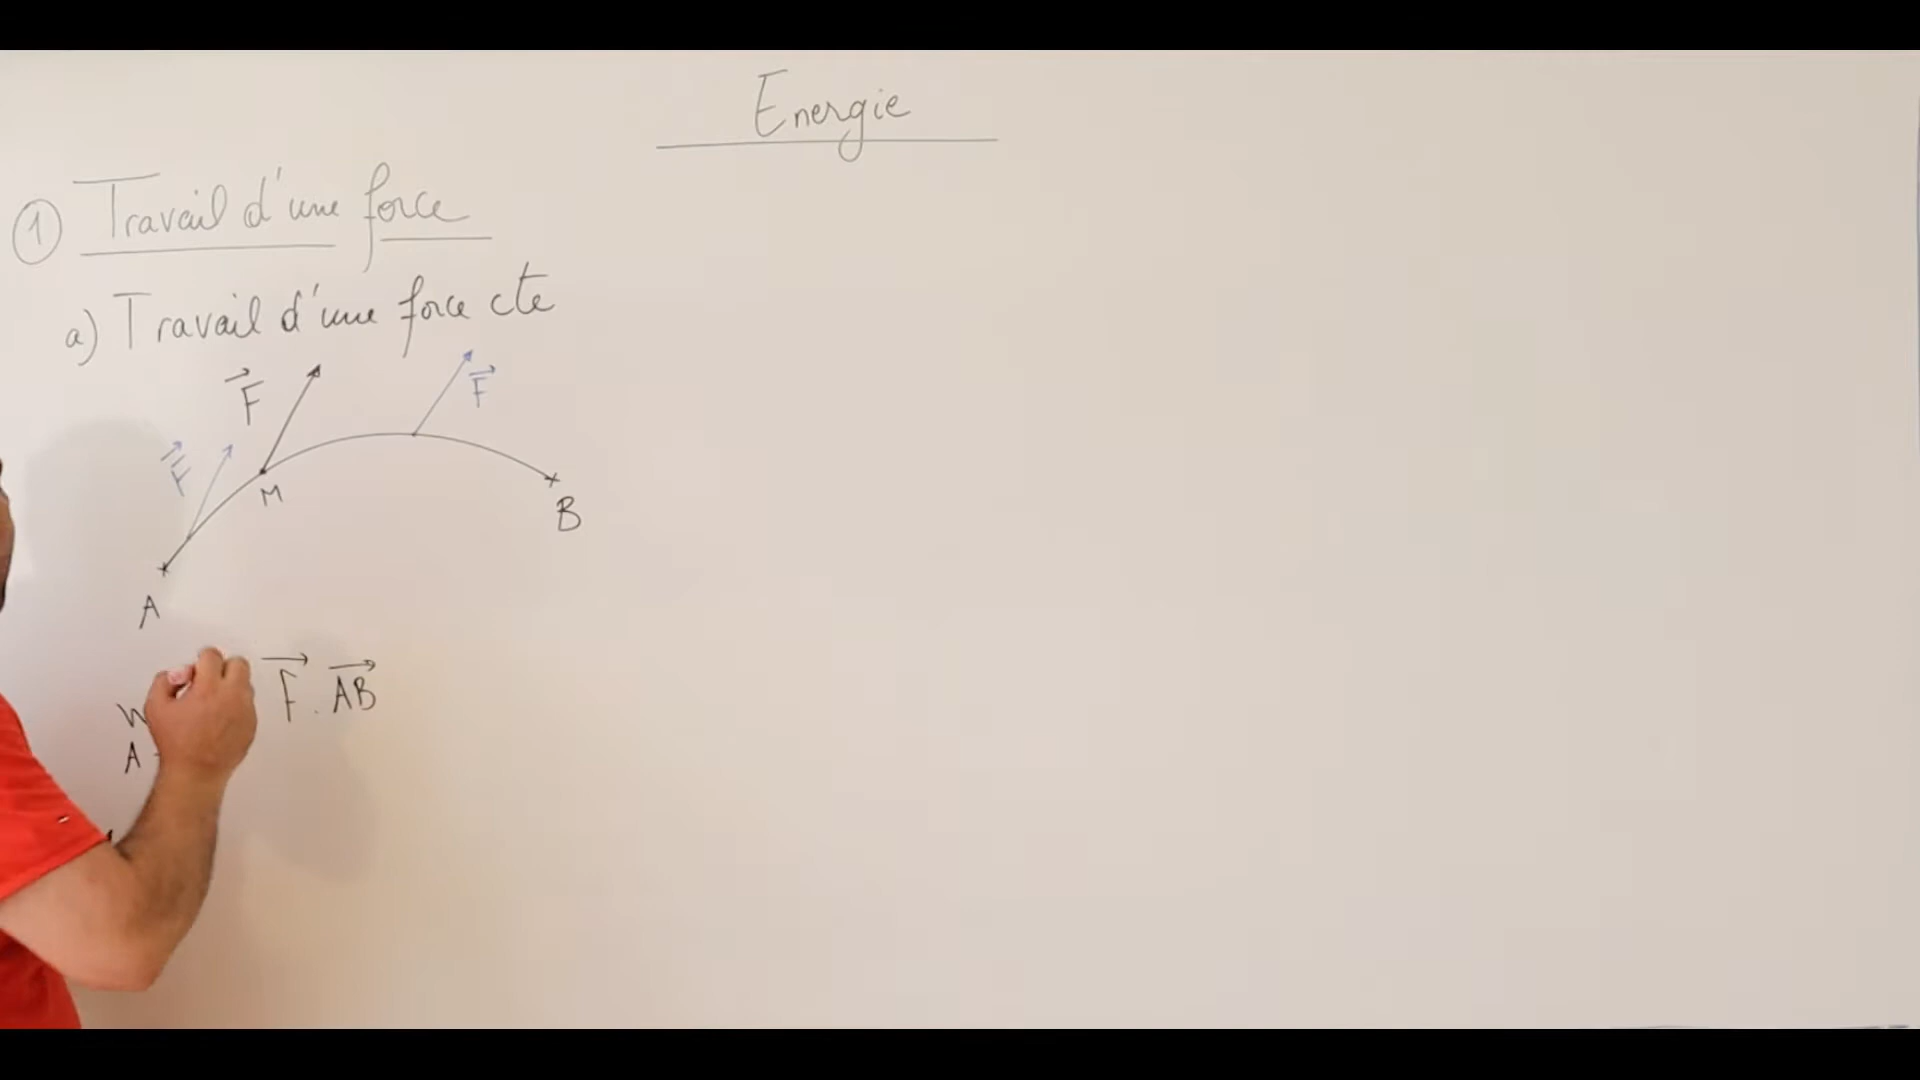 Energie
① Travail d'une force
a) Travail d'une force cte
F
F
F
M
B
A
W F . AB
A